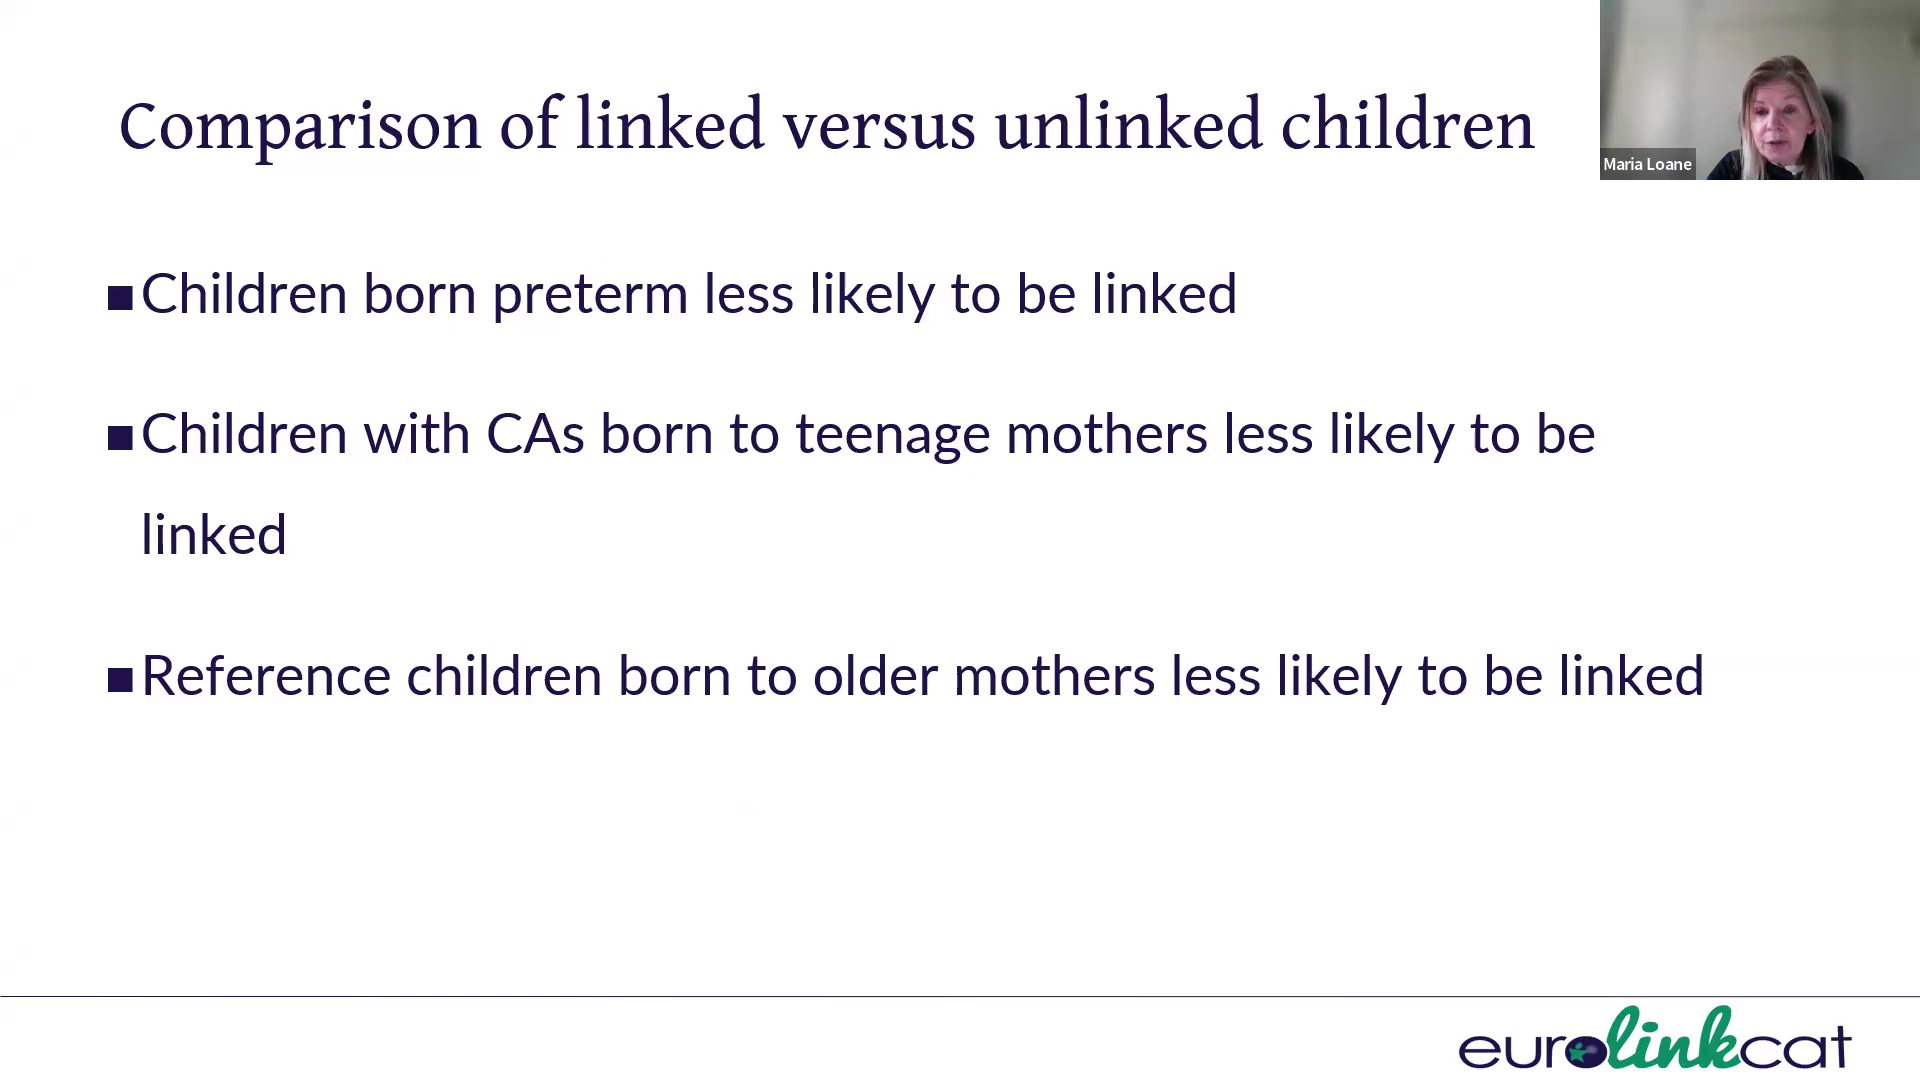 Comparison of linked versus unlinked children
Maria Loane
■Children born preterm less likely to be linked
■Children with CAs born to teenage mothers less likely to be
linked
■Reference children born to older mothers less likely to be linked
eurolinkcat